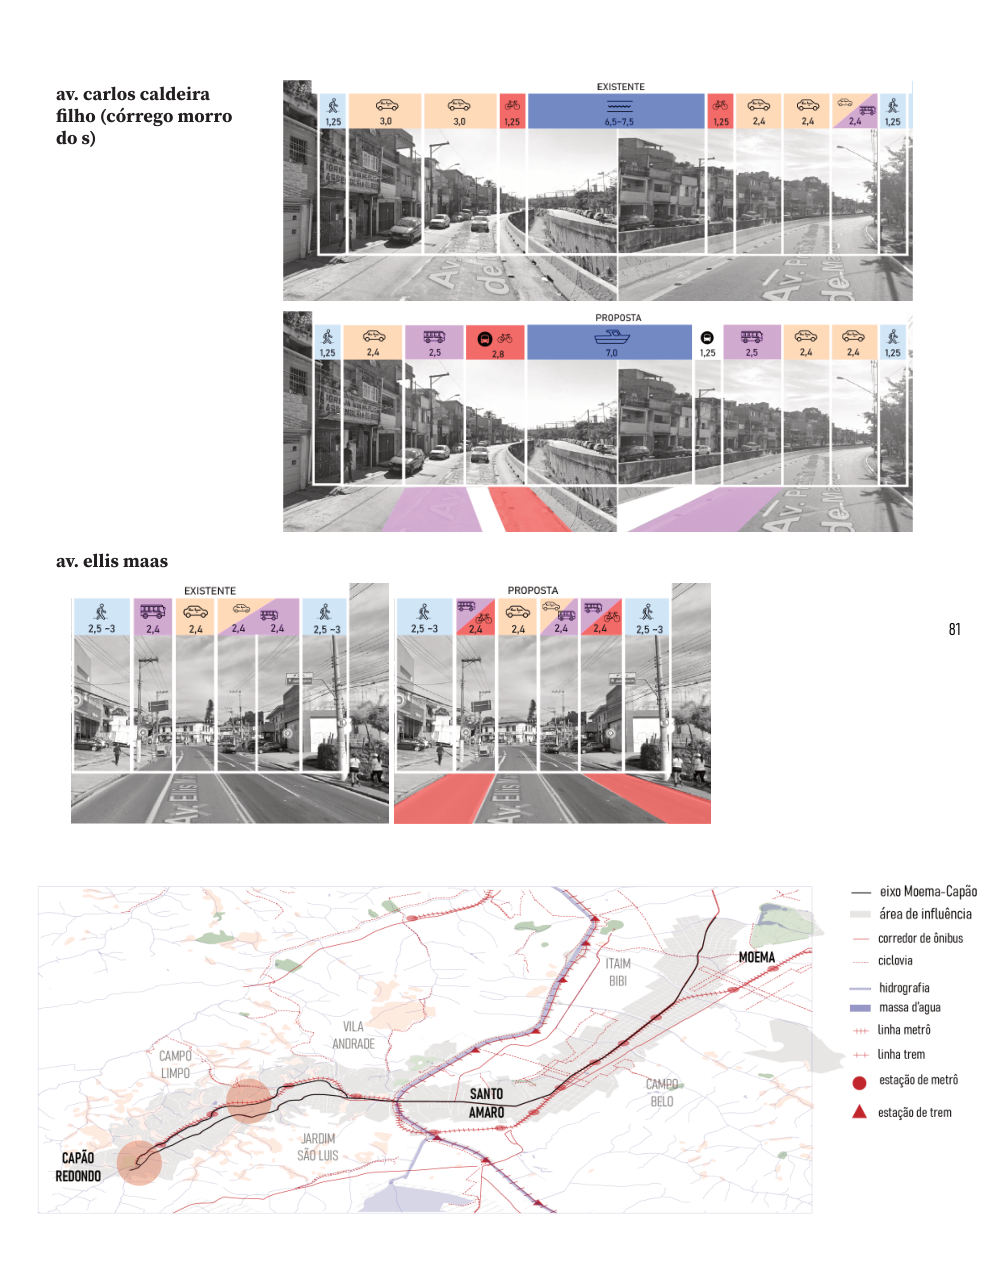 av. carlos caldeira
filho (córrego morro
do s)
EXISTENTE
1,25 3,0 3,0 1,25 6,5–7,5 1,25 2,4 2,4 2,4 1,25
PROPOSTA
1,25 2,4 2,5 2,8 7,0 1,25 2,5 2,4 2,4 1,25
av. ellis maas
EXISTENTE
2,5 ~3 2,4 2,4 2,4 2,4 2,5 ~3
PROPOSTA
2,5 ~3 2,4 2,4 2,4 2,4 2,5 ~3
81
eixo Moema-Capão
área de influência
corredor de ônibus
ciclovia
hidrografia
massa d'agua
linha metrô
linha trem
estação de metrô
estação de trem
MOEMA
ITAIM
BIBI
VILA
ANDRADE
CAMPO
LIMPO
SANTO
AMARO
CAMPO
BELO
JARDIM
SÃO LUIS
CAPÃO
REDONDO